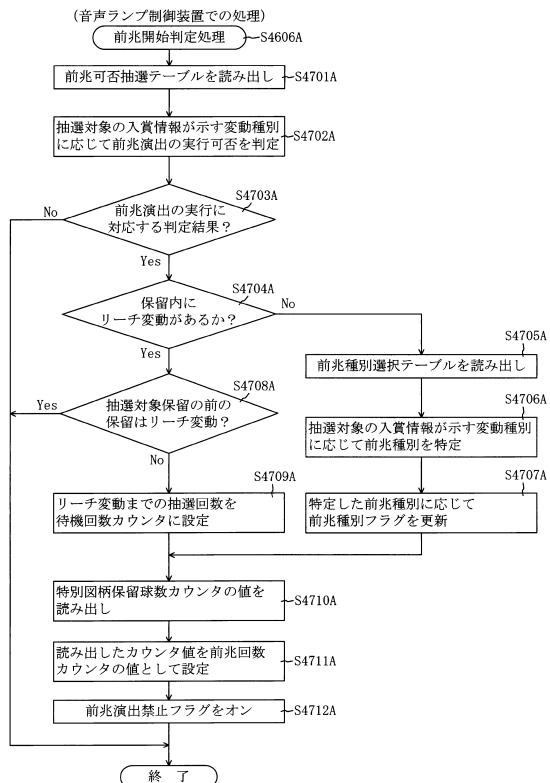 (音声ランプ制御装置での処理)
前兆開始判定処理
S4606A
前兆可否抽選テーブルを読み出し
S4701A
抽選対象の入賞情報が示す変動種別
に応じて前兆演出の実行可否を判定
S4702A
S4703A
No
前兆演出の実行に
対応する判定結果?
Yes
S4704A
No
保留内に
リーチ変動があるか?
Yes
S4705A
前兆種別選択テーブルを読み出し
S4708A
Yes
抽選対象保留の前の
保留はリーチ変動?
No
S4706A
抽選対象の入賞情報が示す変動種別
に応じて前兆種別を特定
S4709A
リーチ変動までの抽選回数を
待機回数カウンタに設定
S4707A
特定した前兆種別に応じて
前兆種別フラグを更新
特別図柄保留球数カウンタの値を
読み出し
S4710A
読み出したカウンタ値を前兆回数
カウンタの値として設定
S4711A
前兆演出禁止フラグをオン
S4712A
終了